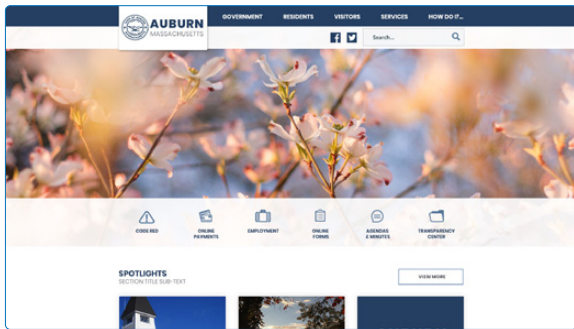 AUBURN
MASSACHUSETTS
GOVERNMENT RESIDENTS VISITORS SERVICES HOW DO I?...
Search...
CODE RED
ONLINE PAYMENTS
EMPLOYMENT
ONLINE FORMS
AGENDAS & MINUTES
TRANSPARENCY CENTER
SPOTLIGHTS
SECTION TITLE SUB-TEXT
VIEW MORE